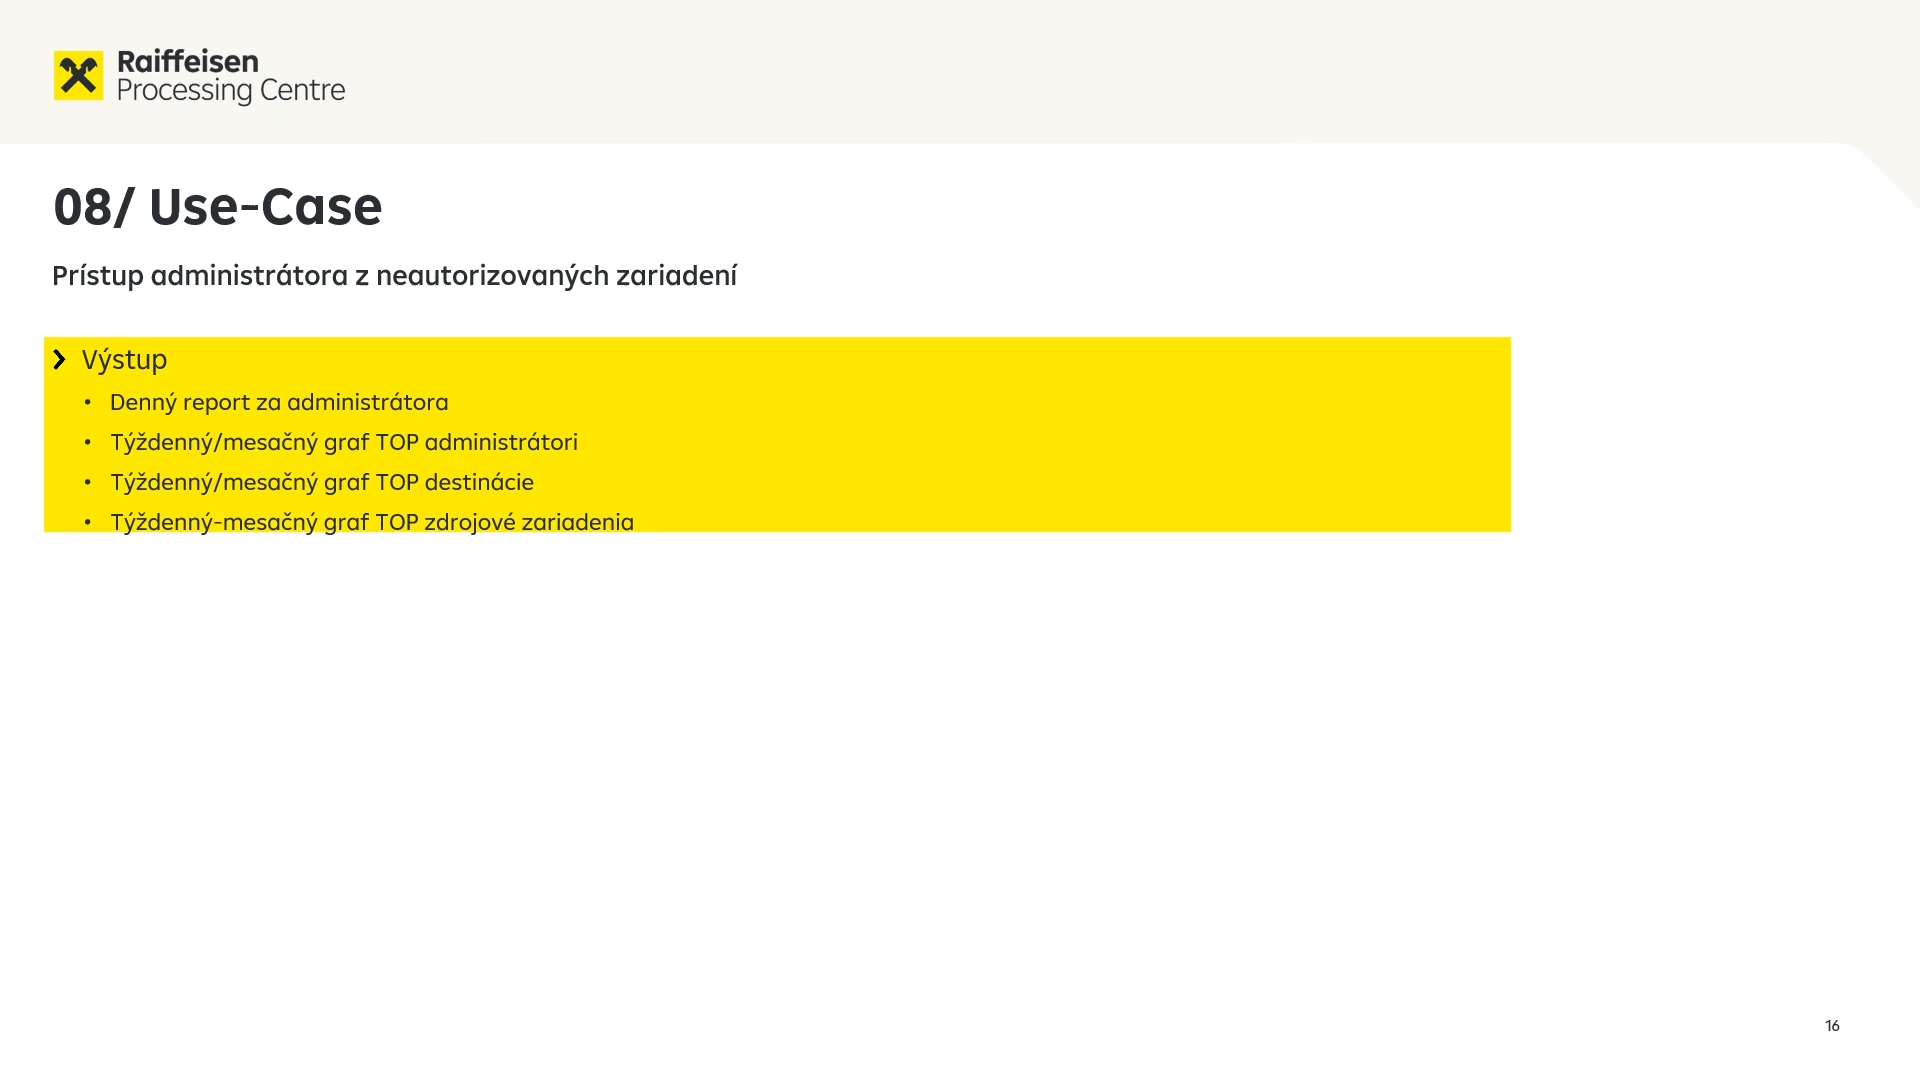 Raiffeisen
Processing Centre
08/ Use-Case
Prístup administrátora z neautorizovaných zariadení
Výstup
• Denný report za administrátora
• Týždenný/mesačný graf TOP administrátori
• Týždenný/mesačný graf TOP destinácie
• Týždenný-mesačný graf TOP zdrojové zariadenia
16